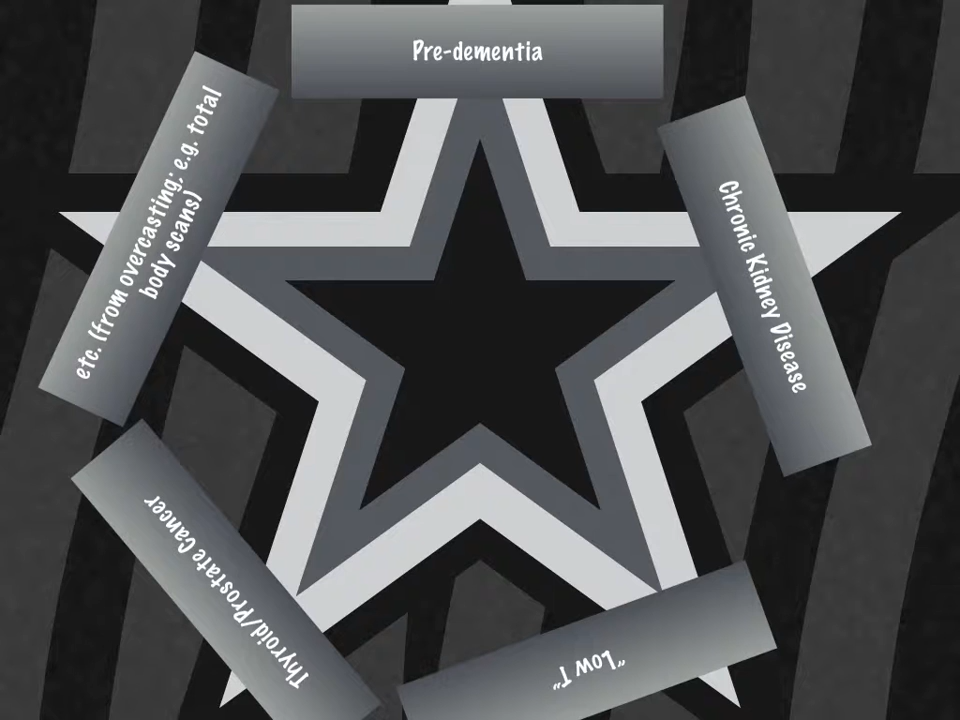 Pre-dementia
Chronic Kidney Disease
"Low T"
Thyroid/Prostate Cancer
etc. (from overcasting; e.g. total
body scans)